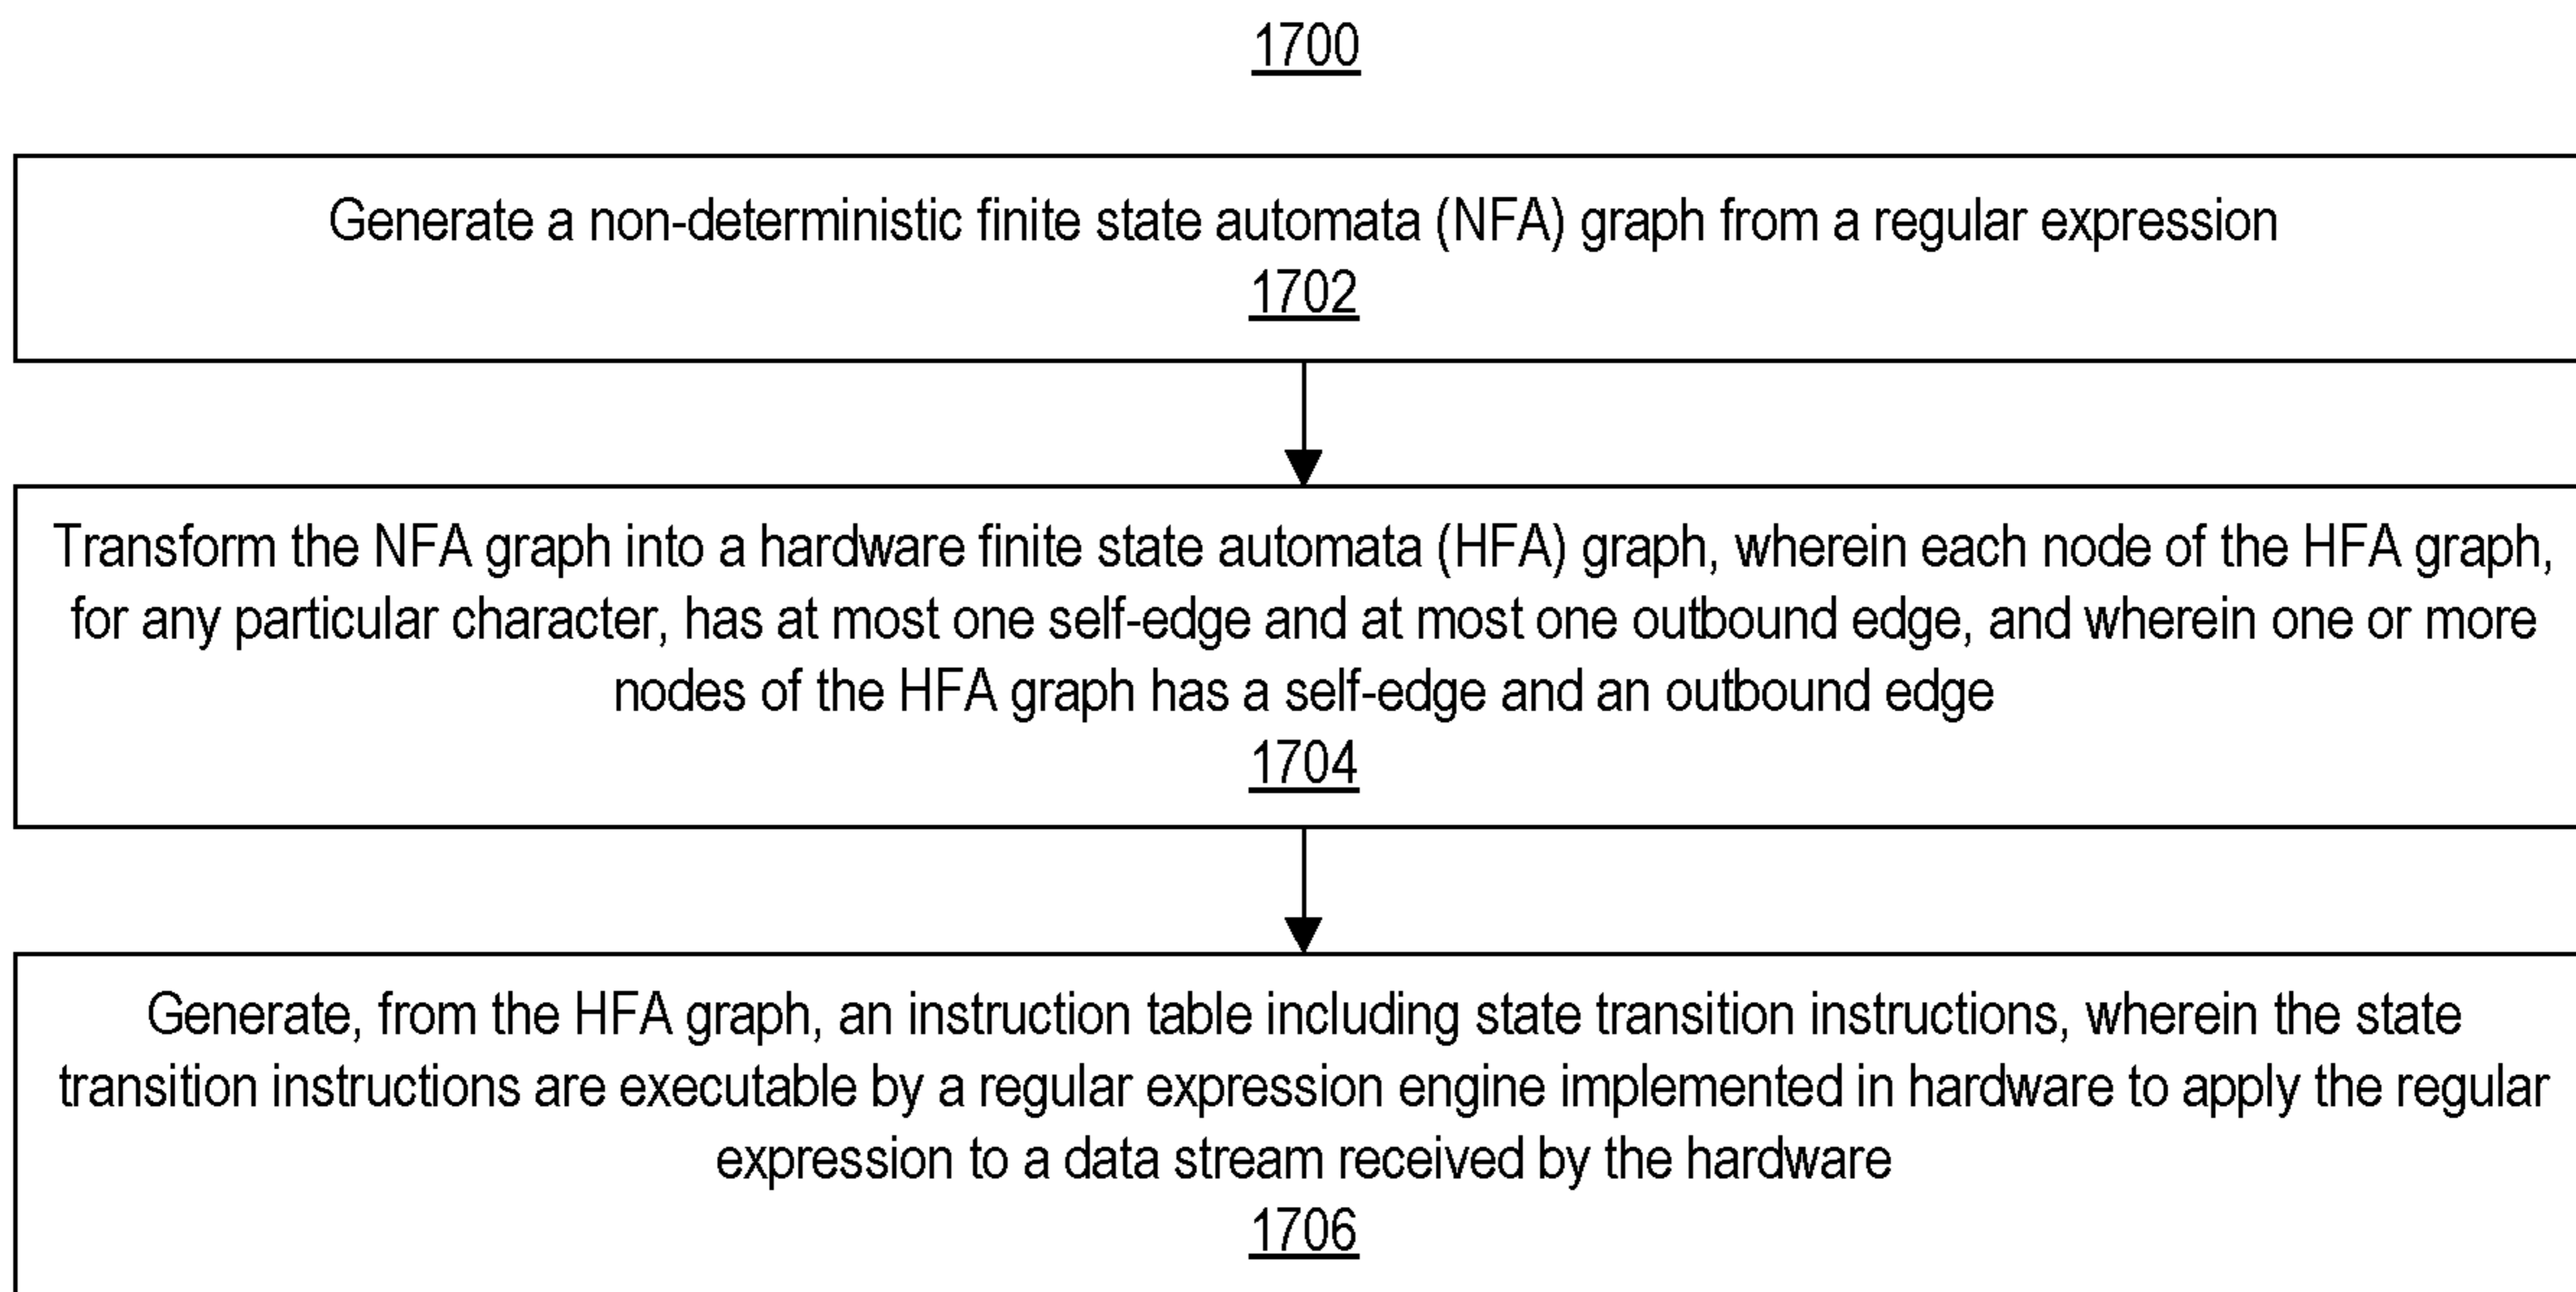 1700
Generate a non-deterministic finite state automata (NFA) graph from a regular expression
1702
Transform the NFA graph into a hardware finite state automata (HFA) graph, wherein each node of the HFA graph,
for any particular character, has at most one self-edge and at most one outbound edge, and wherein one or more
nodes of the HFA graph has a self-edge and an outbound edge
1704
Generate, from the HFA graph, an instruction table including state transition instructions, wherein the state
transition instructions are executable by a regular expression engine implemented in hardware to apply the regular
expression to a data stream received by the hardware
1706